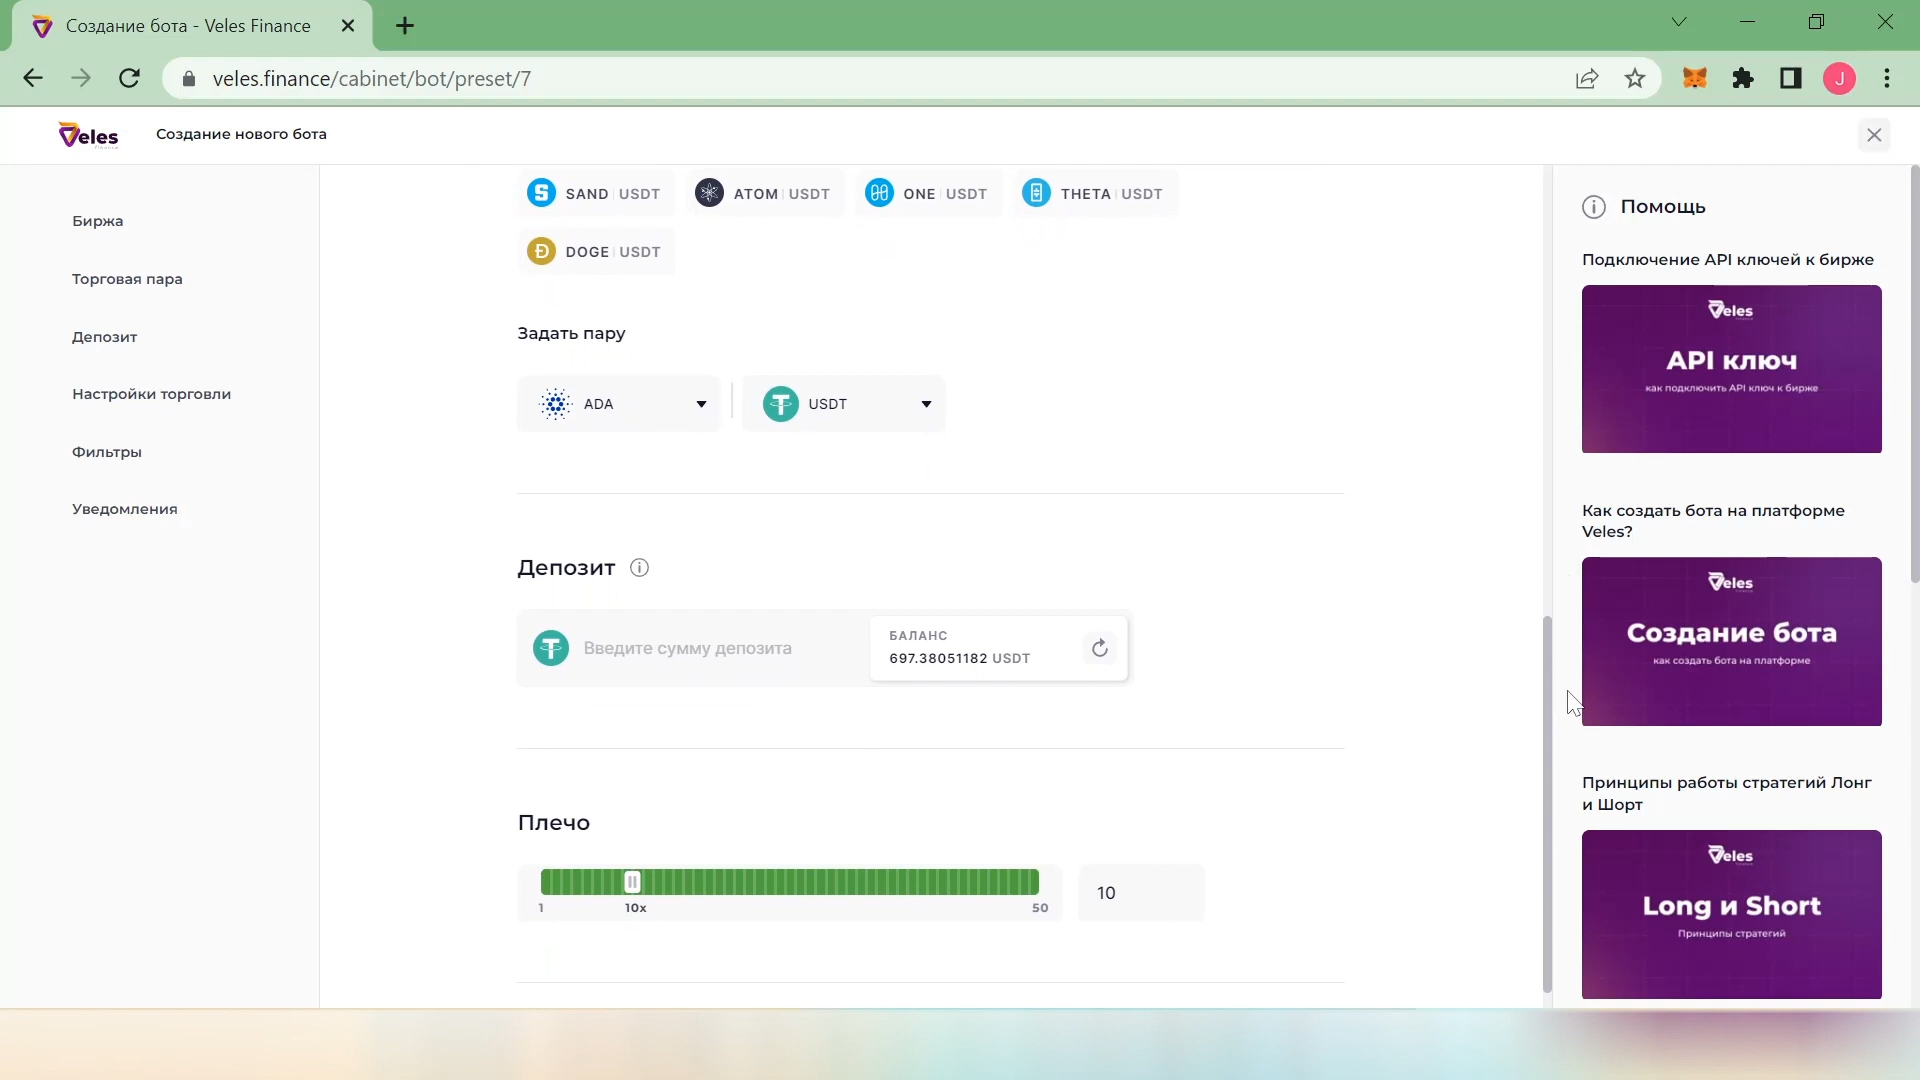 Создание бота - Veles Finance
veles.finance/cabinet/bot/preset/7
J
Veles
Создание нового бота
Биржа
Торговая пара
Депозит
Настройки торговли
Фильтры
Уведомления
SAND USDT
ATOM USDT
ONE USDT
THETA USDT
DOGE USDT
Задать пару
ADA
USDT
Депозит
Введите сумму депозита
БАЛАНС
697.38051182 USDT
Плечо
1
10x
50
10
Помощь
Подключение API ключей к бирже
Veles
API ключ
как подключить API ключ к бирже
Как создать бота на платформе
Veles?
Veles
Создание бота
как создать бота на платформе
Принципы работы стратегий Лонг
и Шорт
Veles
Long и Short
Принципы стратегий